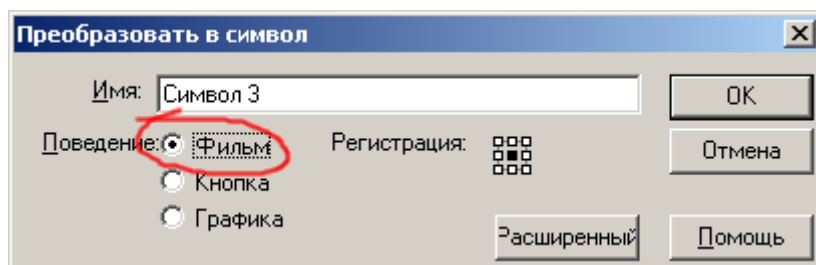 Преобразовать в символ
Имя: Символ 3 OK
Поведение: Фильм Регистрация: Отмена
Кнопка
Графика
Расширенный Помощь